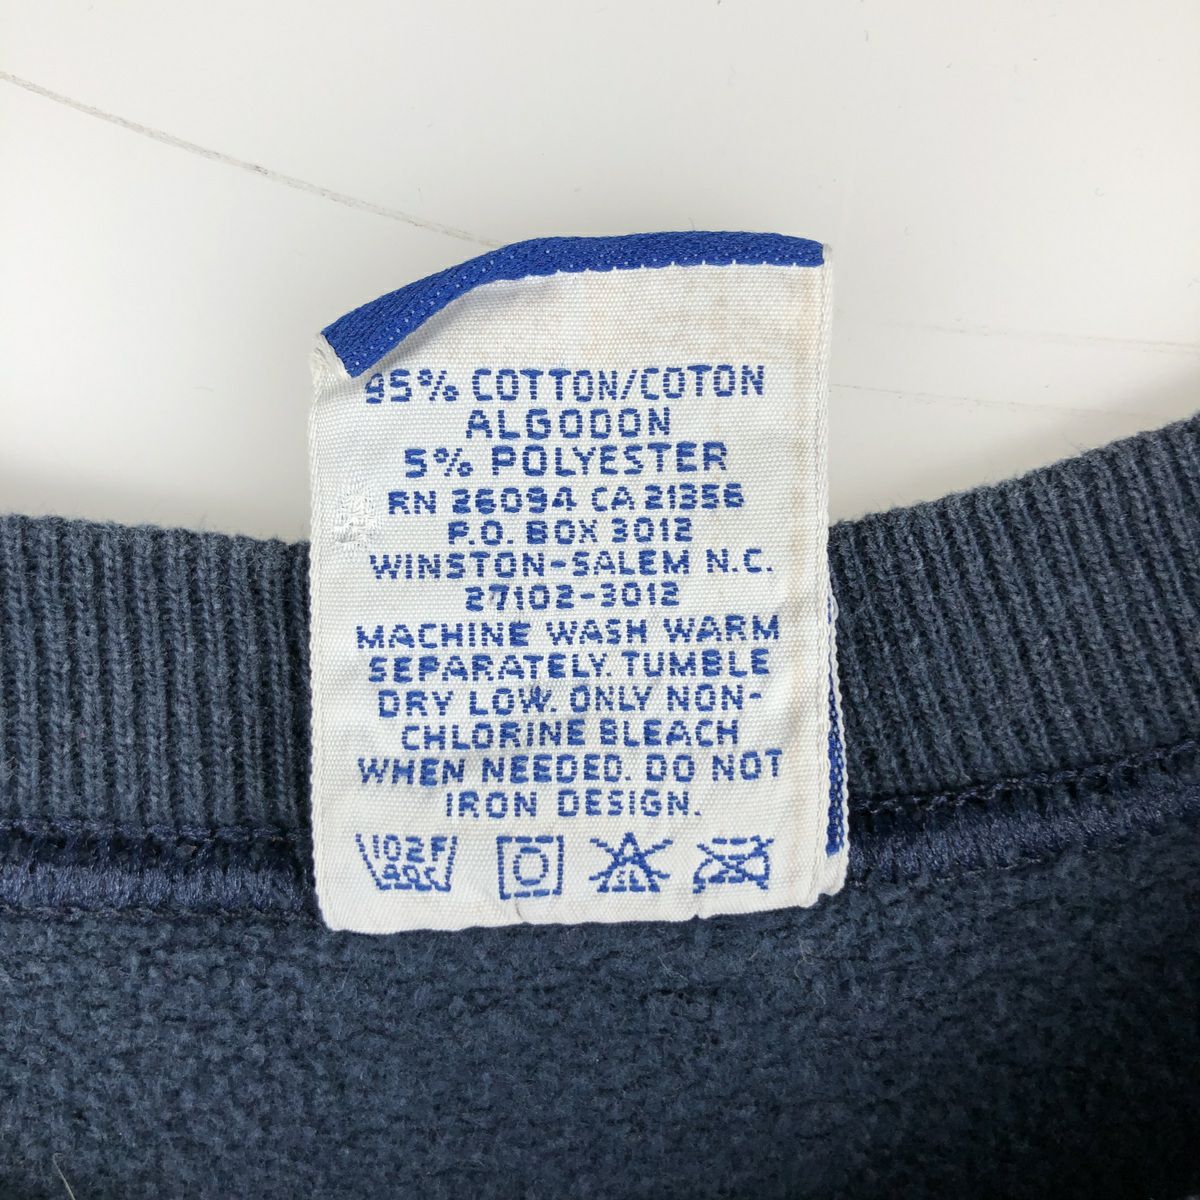 95% COTTON/COTON
ALGODON
5% POLYESTER
RN 26094 CA 21356
P.O. BOX 3012
WINSTON-SALEM N.C.
27102-3012
MACHINE WASH WARM
SEPARATELY. TUMBLE
DRY LOW. ONLY NON-
CHLORINE BLEACH
WHEN NEEDED. DO NOT
IRON DESIGN.
102F